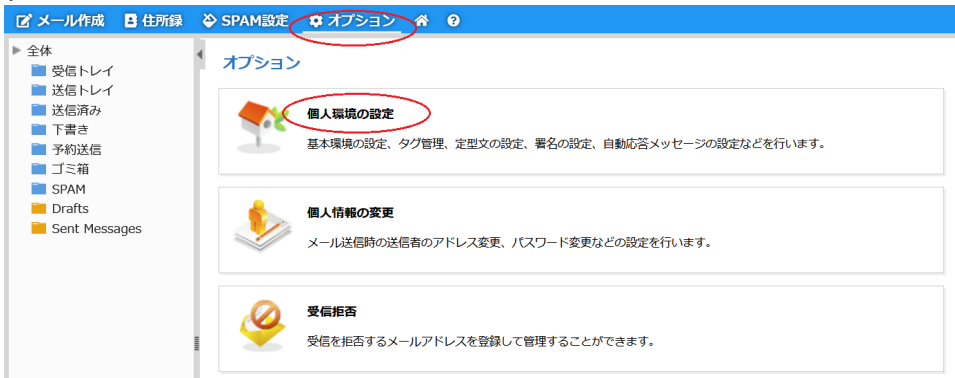 メール作成 住所録 SPAM設定 オプション
全体
受信トレイ
送信トレイ
送信済み
下書き
予約送信
ゴミ箱
SPAM
Drafts
Sent Messages
オプション
個人環境の設定
基本環境の設定、タグ管理、定型文の設定、署名の設定、自動応答メッセージの設定などを行います。
個人情報の変更
メール送信時の送信者のアドレス変更、パスワード変更などの設定を行います。
受信拒否
受信を拒否するメールアドレスを登録して管理することができます。